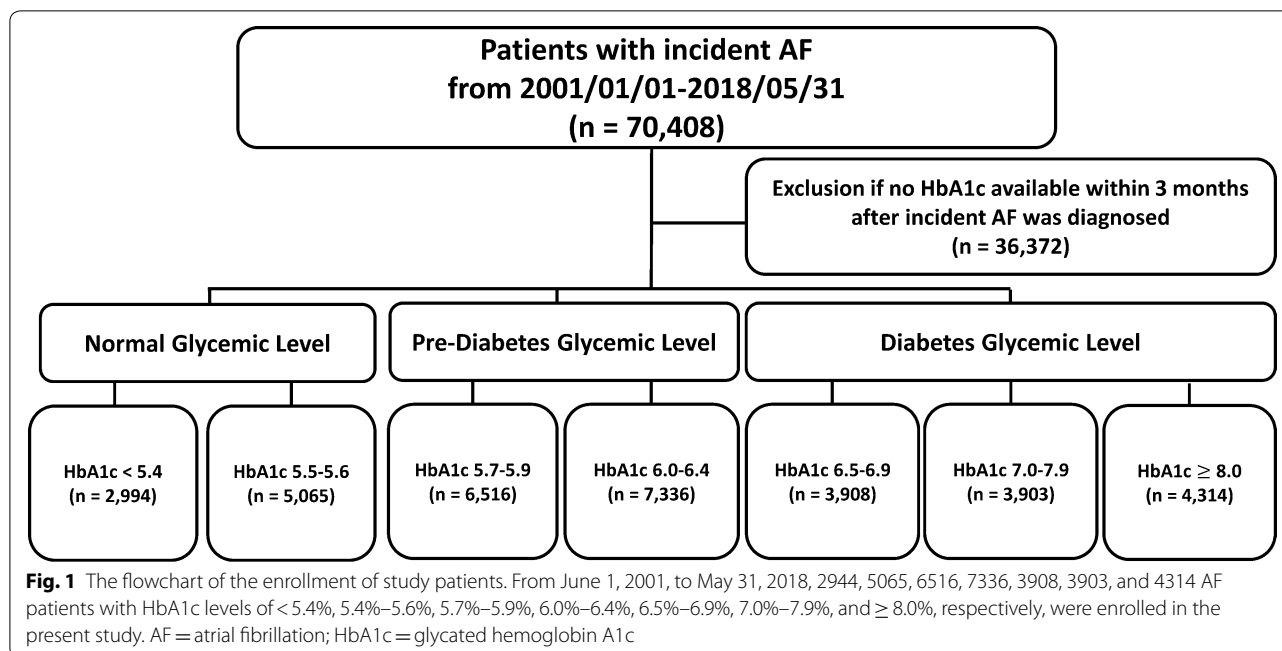 Patients with incident AF
from 2001/01/01-2018/05/31
(n = 70,408)
Exclusion if no HbA1c available within 3 months
after incident AF was diagnosed
(n = 36,372)
Normal Glycemic Level
Pre-Diabetes Glycemic Level
Diabetes Glycemic Level
HbA1c < 5.4
(n = 2,994)
HbA1c 5.5-5.6
(n = 5,065)
HbA1c 5.7-5.9
(n = 6,516)
HbA1c 6.0-6.4
(n = 7,336)
HbA1c 6.5-6.9
(n = 3,908)
HbA1c 7.0-7.9
(n = 3,903)
HbA1c ≥ 8.0
(n = 4,314)
Fig. 1 The flowchart of the enrollment of study patients. From June 1, 2001, to May 31, 2018, 2944, 5065, 6516, 7336, 3908, 3903, and 4314 AF
patients with HbA1c levels of < 5.4%, 5.4%–5.6%, 5.7%–5.9%, 6.0%–6.4%, 6.5%–6.9%, 7.0%–7.9%, and ≥ 8.0%, respectively, were enrolled in the
present study. AF = atrial fibrillation; HbA1c = glycated hemoglobin A1c